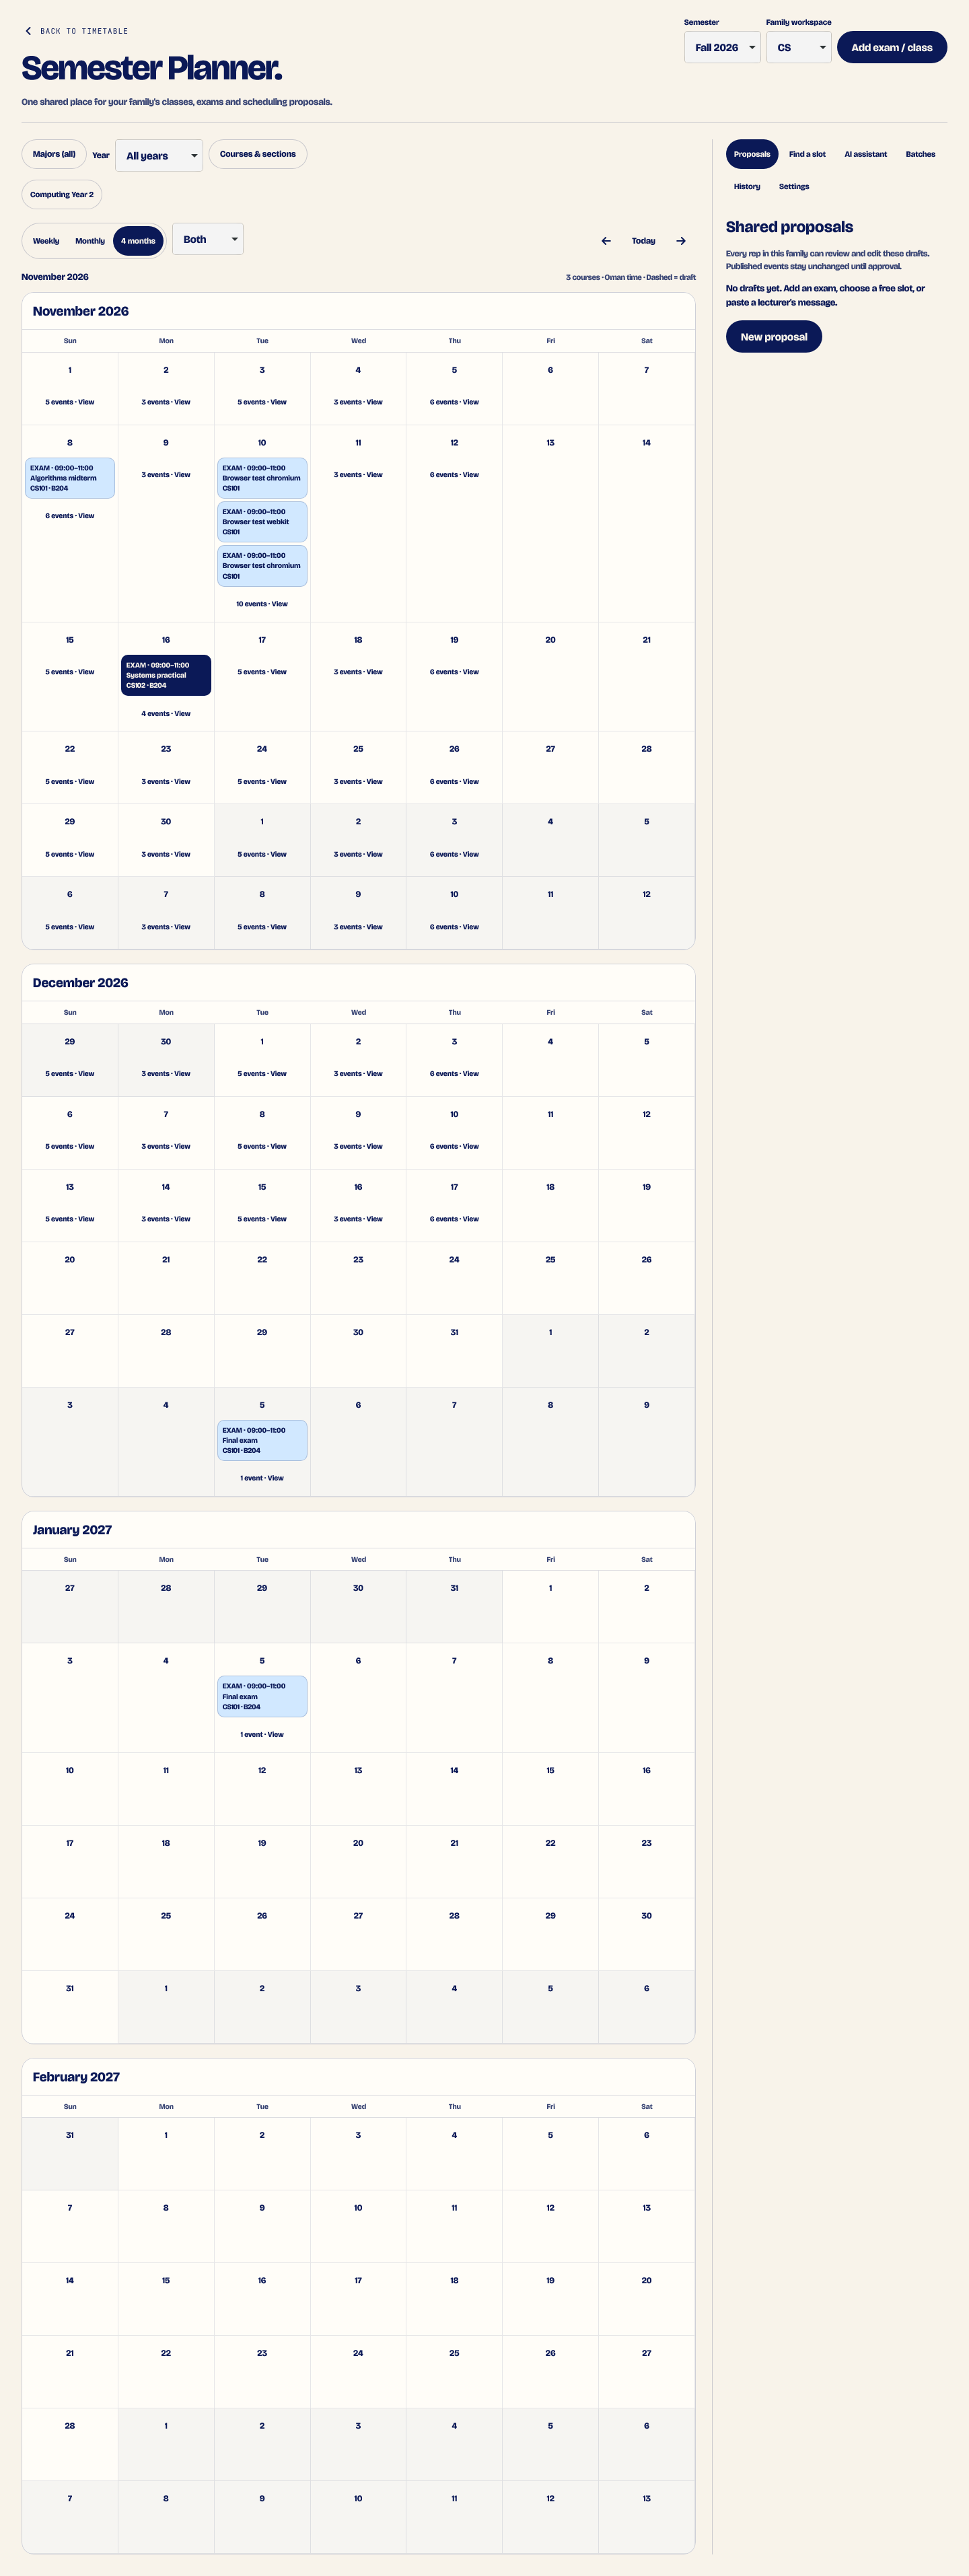 BACK TO TIMETABLE
Semester Planner.
One shared place for your family's classes, exams and scheduling proposals.
Semester
Fall 2026
Family workspace
CS
Add exam / class
Majors (all)
Year
All years
Courses & sections
Computing Year 2
Weekly
Monthly
4 months
Both
Today
November 2026
3 courses · Oman time · Dashed = draft
November 2026
Sun Mon Tue Wed Thu Fri Sat
1 2 3 4 5 6 7
5 events · View 3 events · View 5 events · View 3 events · View 6 events · View
8 9 10 11 12 13 14
EXAM · 09:00–11:00
Algorithms midterm
CS101 · B204
6 events · View
3 events · View
EXAM · 09:00–11:00
Browser test chromium
CS101
EXAM · 09:00–11:00
Browser test webkit
CS101
EXAM · 09:00–11:00
Browser test chromium
CS101
10 events · View
3 events · View
6 events · View
15 16 17 18 19 20 21
5 events · View
EXAM · 09:00–11:00
Systems practical
CS102 · B204
4 events · View
5 events · View
3 events · View
6 events · View
22 23 24 25 26 27 28
5 events · View 3 events · View 5 events · View 3 events · View 6 events · View
29 30 1 2 3 4 5
5 events · View 3 events · View 5 events · View 3 events · View 6 events · View
6 7 8 9 10 11 12
5 events · View 3 events · View 5 events · View 3 events · View 6 events · View
December 2026
Sun Mon Tue Wed Thu Fri Sat
29 30 1 2 3 4 5
5 events · View 3 events · View 5 events · View 3 events · View 6 events · View
6 7 8 9 10 11 12
5 events · View 3 events · View 5 events · View 3 events · View 6 events · View
13 14 15 16 17 18 19
5 events · View 3 events · View 5 events · View 3 events · View 6 events · View
20 21 22 23 24 25 26
27 28 29 30 31 1 2
3 4 5 6 7 8 9
EXAM · 09:00–11:00
Final exam
CS101 · B204
1 event · View
January 2027
Sun Mon Tue Wed Thu Fri Sat
27 28 29 30 31 1 2
3 4 5 6 7 8 9
EXAM · 09:00–11:00
Final exam
CS101 · B204
1 event · View
10 11 12 13 14 15 16
17 18 19 20 21 22 23
24 25 26 27 28 29 30
31 1 2 3 4 5 6
February 2027
Sun Mon Tue Wed Thu Fri Sat
31 1 2 3 4 5 6
7 8 9 10 11 12 13
14 15 16 17 18 19 20
21 22 23 24 25 26 27
28 1 2 3 4 5 6
7 8 9 10 11 12 13
Proposals
Find a slot
AI assistant
Batches
History
Settings
Shared proposals
Every rep in this family can review and edit these drafts.
Published events stay unchanged until approval.
No drafts yet. Add an exam, choose a free slot, or
paste a lecturer's message.
New proposal